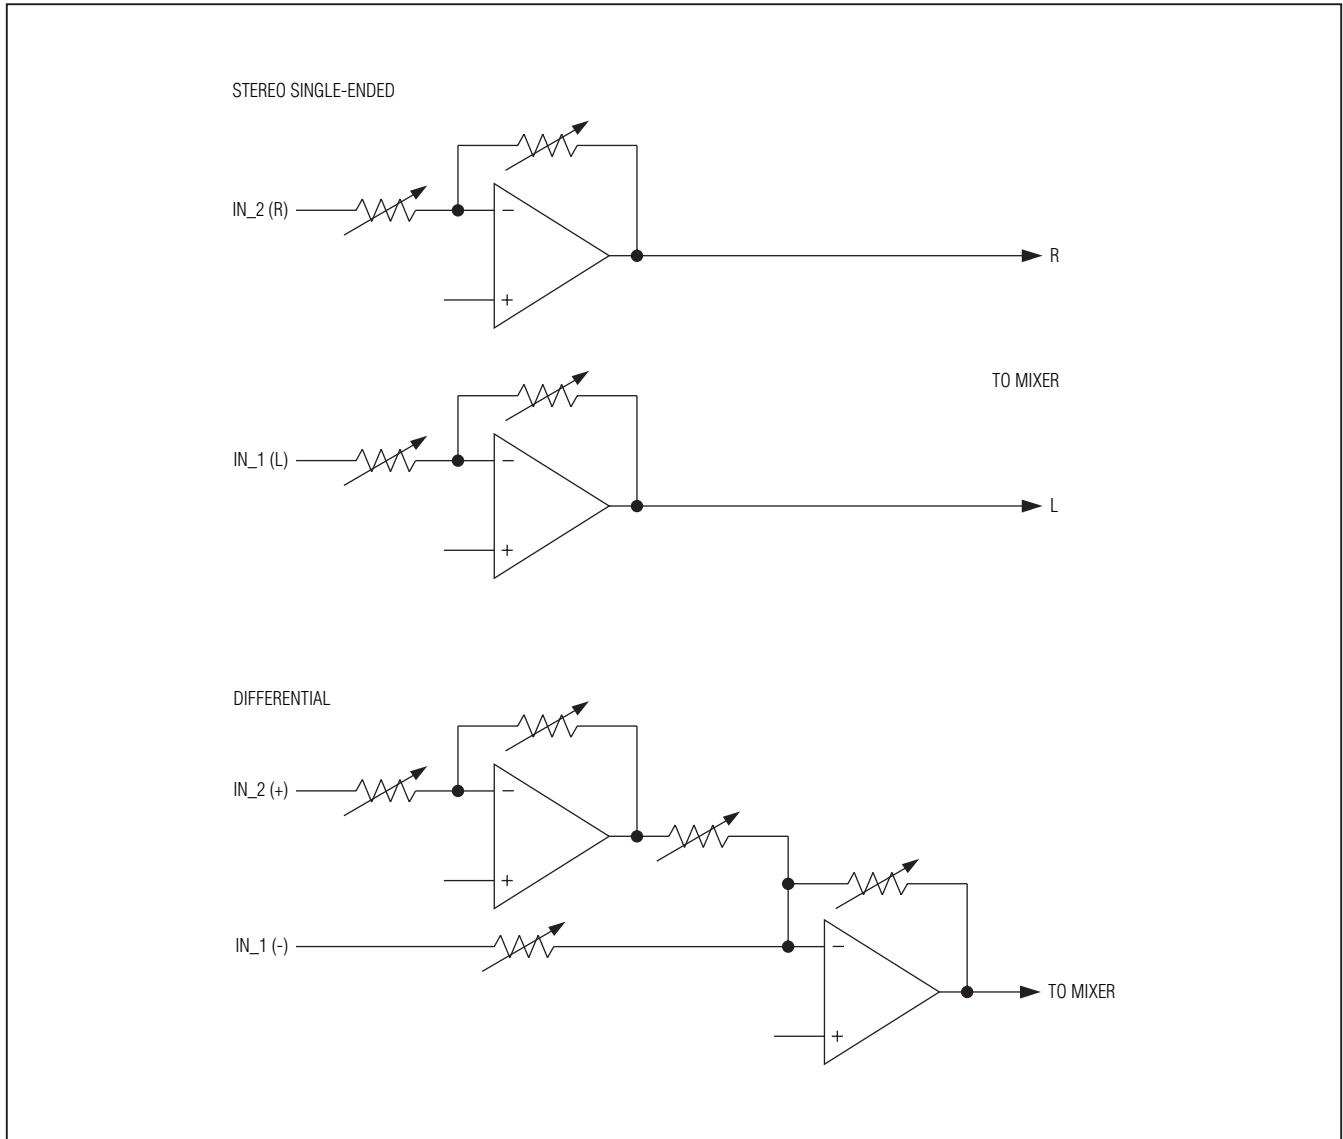 STEREO SINGLE-ENDED
IN_2 (R)
−
+
R
TO MIXER
IN_1 (L)
−
+
L
DIFFERENTIAL
IN_2 (+)
−
+
IN_1 (-)
−
+
TO MIXER